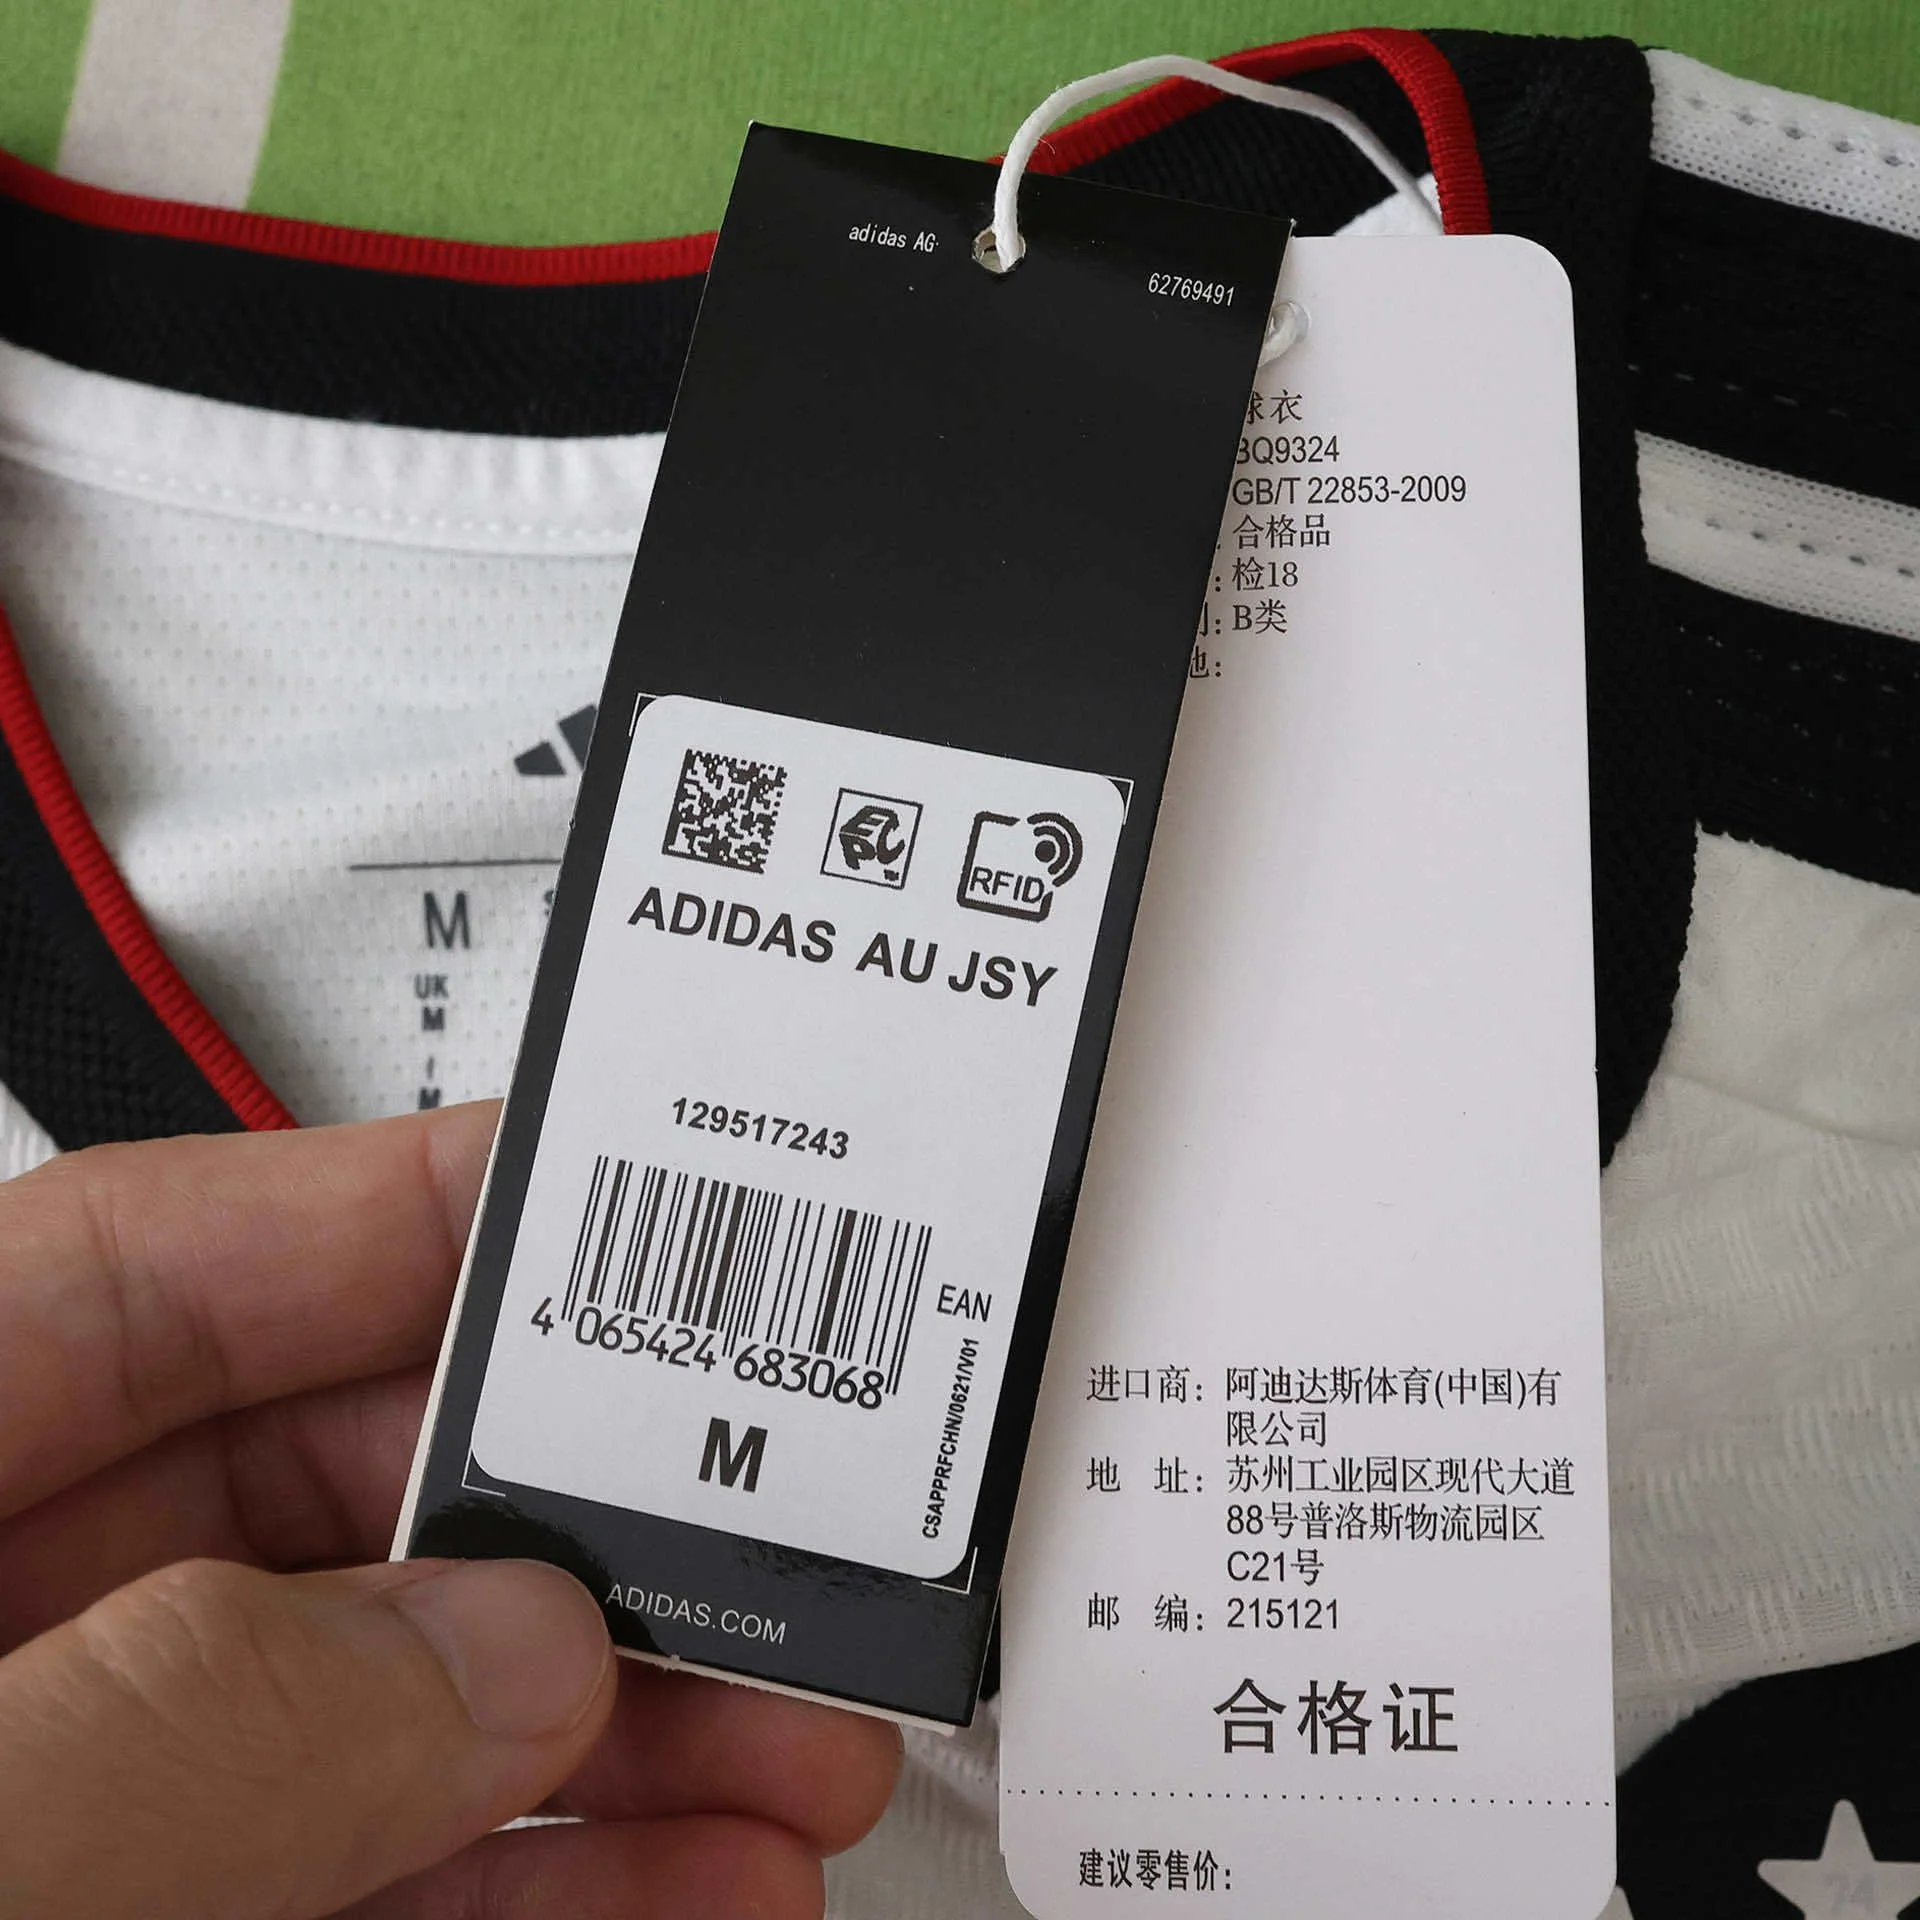 adidas AG
62769491
RFID
ADIDAS AU JSY
129517243
4 065424 683068
EAN
M
CSAPPRFCHN/0621/V01
ADIDAS.COM
球衣
BQ9324
GB/T 22853-2009
合格品
: 检18
: B类
地:
进口商: 阿迪达斯体育(中国)有
限公司
地 址: 苏州工业园区现代大道
88号普洛斯物流园区
C21号
邮 编: 215121
合格证
建议零售价:
M
UK
M
I
M